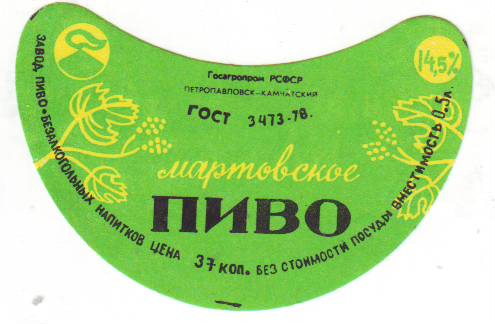 Госагропром РСФСР
ПЕТРОПАВЛОВСК-КАМЧАТСКИЙ
ГОСТ 3473-78.
14,5%
мартовское
ПИВО
ЗАВОД ПИВО-БЕЗАЛКОГОЛЬНЫХ НАПИТКОВ ЦЕНА 37 КОП. БЕЗ СТОИМОСТИ ПОСУДЫ ВМЕСТИМОСТЬ 0.5л.